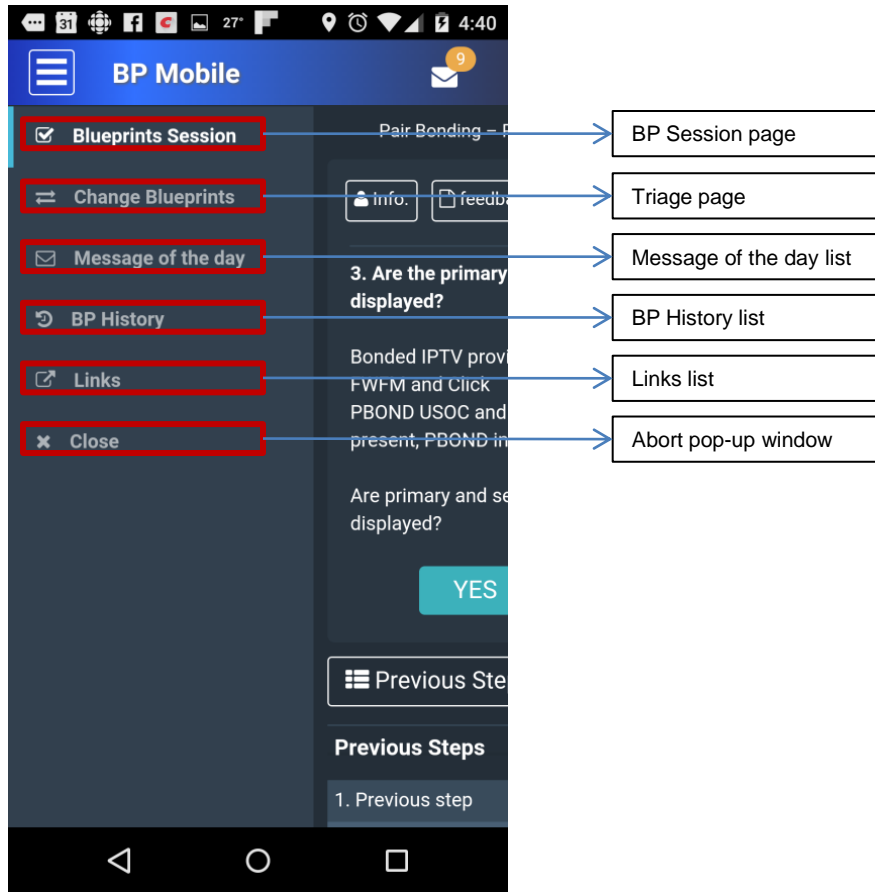 31 27° 4:40
BP Mobile 9
Blueprints Session
Change Blueprints
Message of the day
BP History
Links
Close
Pair Bonding –
Info. feedba
3. Are the primary
displayed?
Bonded IPTV provi
FWFM and Click
PBOND USOC and
present, PBOND in
Are primary and se
displayed?
YES
Previous Ste
Previous Steps
1. Previous step
BP Session page
Triage page
Message of the day list
BP History list
Links list
Abort pop-up window